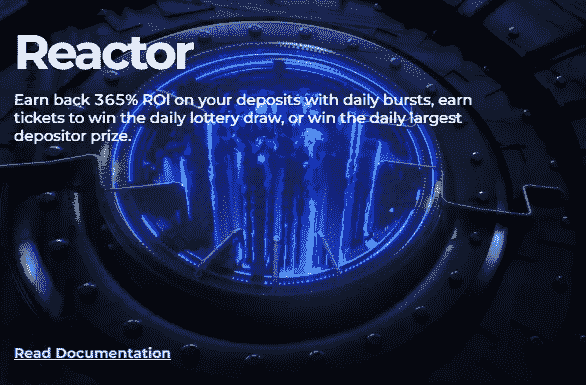 Reactor
Earn back 365% ROI on your deposits with daily bursts, earn
tickets to win the daily lottery draw, or win the daily largest
depositor prize.
Read Documentation